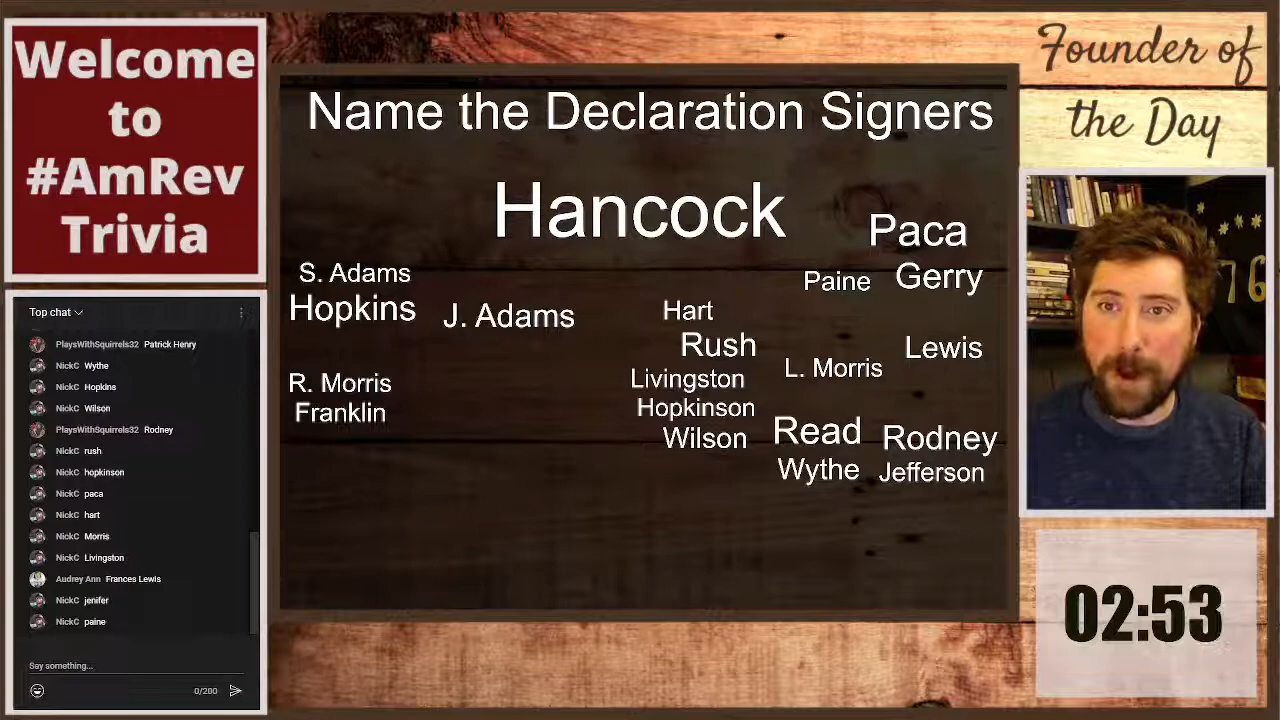 Welcome
to
#AmRev
Trivia
Founder of
the Day
Name the Declaration Signers
Hancock
Paca
S. Adams
Paine
Gerry
Hopkins
J. Adams
Hart
Rush
Lewis
L. Morris
R. Morris
Livingston
Franklin
Hopkinson
Wilson
Read
Rodney
Wythe
Jefferson
Top chat
PlaysWithSquirrels32 Patrick Henry
NickC Wythe
NickC Hopkins
NickC Wilson
PlaysWithSquirrels32 Rodney
NickC rush
NickC hopkinson
NickC paca
NickC hart
NickC Morris
NickC Livingston
Audrey Ann Frances Lewis
NickC jenifer
NickC paine
Say something...
0/200
76
02:53